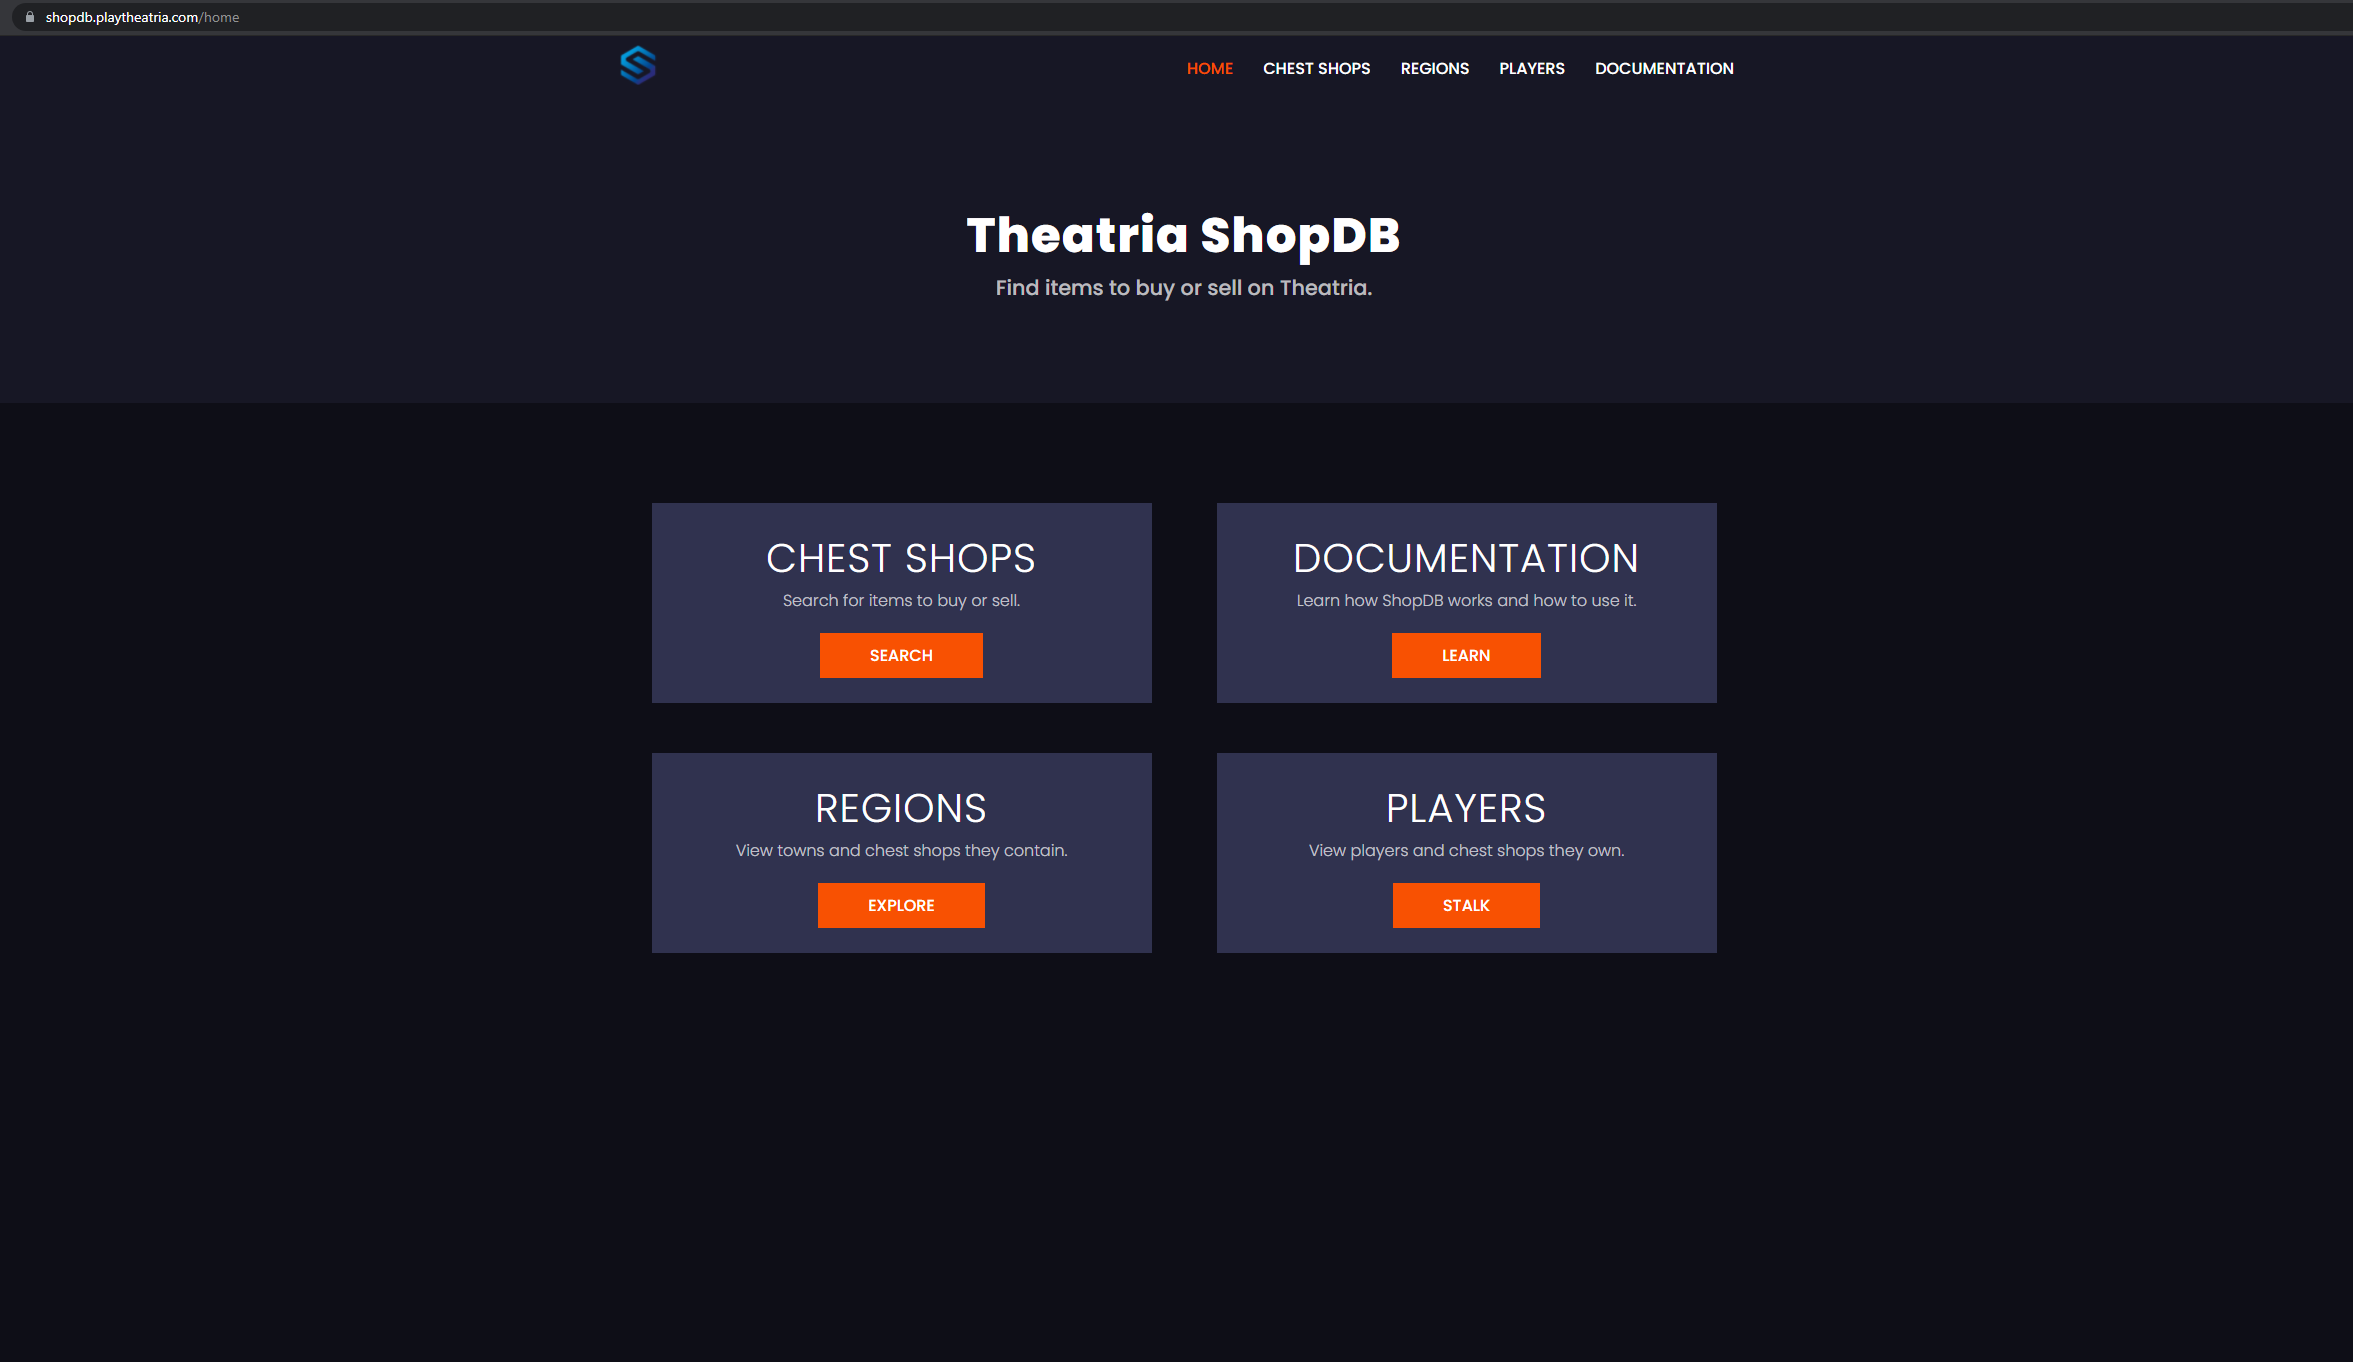 shopdb.playtheatria.com/home
HOME CHEST SHOPS REGIONS PLAYERS DOCUMENTATION
Theatria ShopDB
Find items to buy or sell on Theatria.
CHEST SHOPS
Search for items to buy or sell.
SEARCH
DOCUMENTATION
Learn how ShopDB works and how to use it.
LEARN
REGIONS
View towns and chest shops they contain.
EXPLORE
PLAYERS
View players and chest shops they own.
STALK